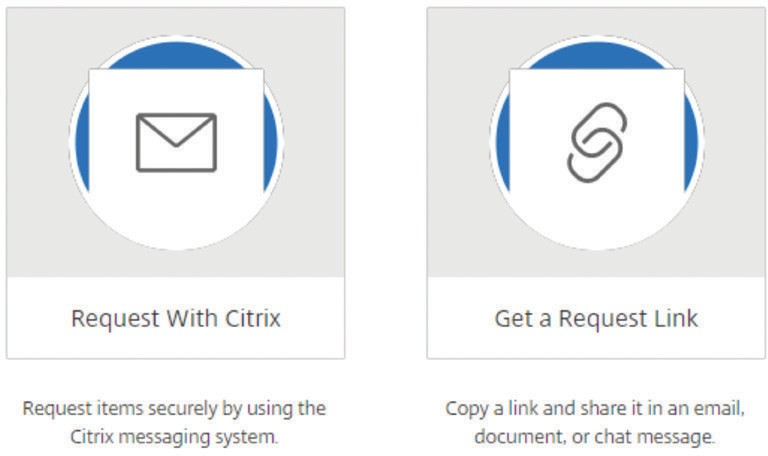 Request With Citrix
Request items securely by using the
Citrix messaging system.
Get a Request Link
Copy a link and share it in an email,
document, or chat message.